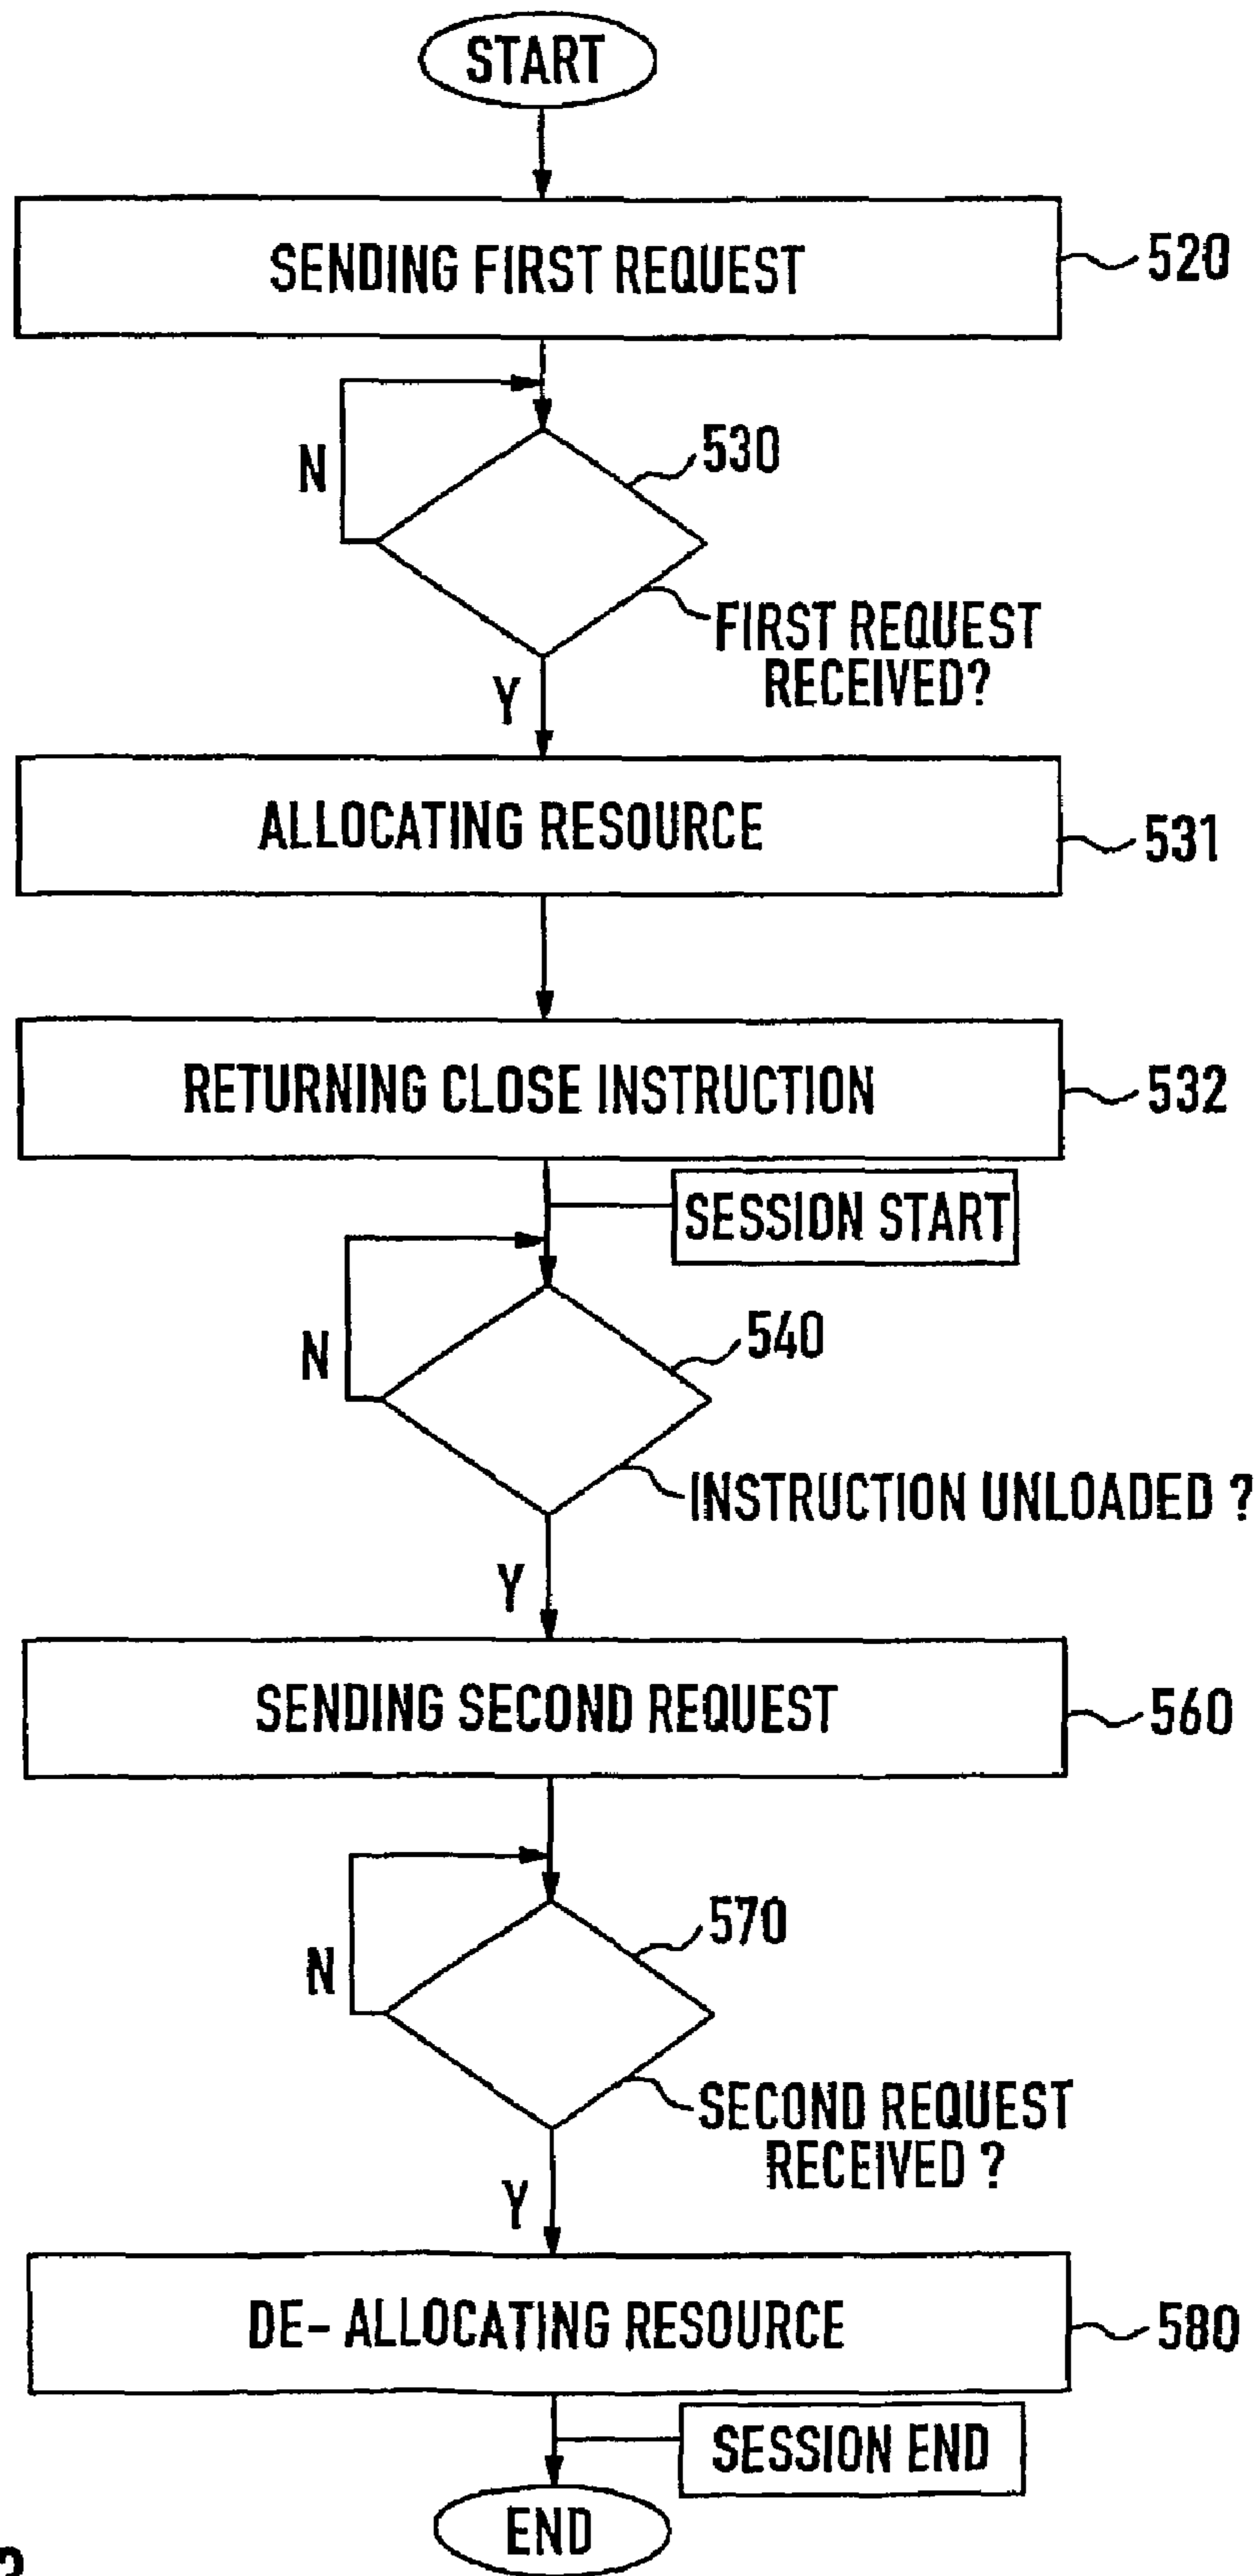 START
SENDING FIRST REQUEST
520
N
530
FIRST REQUEST
RECEIVED?
Y
ALLOCATING RESOURCE
531
RETURNING CLOSE INSTRUCTION
532
SESSION START
N
540
INSTRUCTION UNLOADED ?
Y
SENDING SECOND REQUEST
560
N
570
SECOND REQUEST
RECEIVED ?
Y
DE- ALLOCATING RESOURCE
580
SESSION END
END